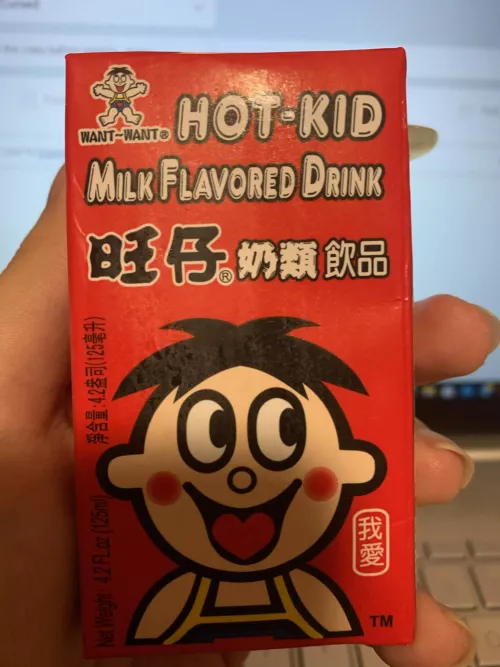 WANT~WANT®
HOT-KID
MILK FLAVORED DRINK
旺仔® 奶類 飲品
淨含量:4.2盎司(125毫升)
Net Weight 4.2 FL.oz (125ml)
我愛
TM